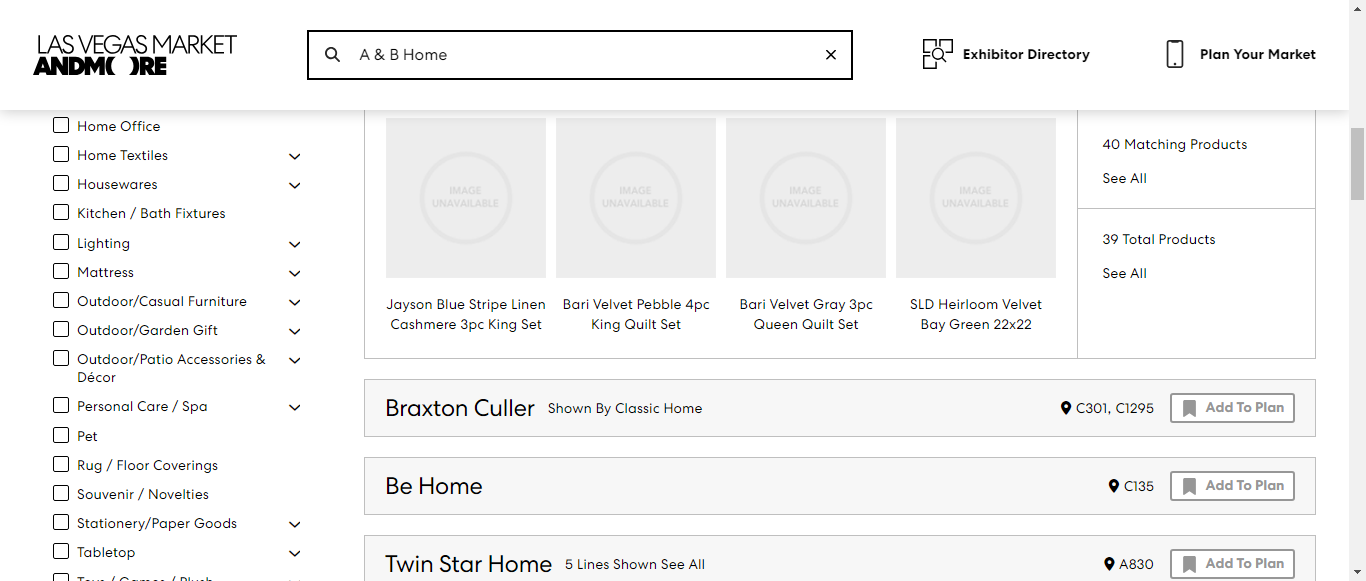 LAS VEGAS MARKET
ANDMORE
A & B Home
Exhibitor Directory
Plan Your Market
Home Office
Home Textiles
Housewares
Kitchen / Bath Fixtures
Lighting
Mattress
Outdoor/Casual Furniture
Outdoor/Garden Gift
Outdoor/Patio Accessories &
Décor
Personal Care / Spa
Pet
Rug / Floor Coverings
Souvenir / Novelties
Stationery/Paper Goods
Tabletop
Toys / Games / Plush
IMAGE
UNAVAILABLE
IMAGE
UNAVAILABLE
IMAGE
UNAVAILABLE
IMAGE
UNAVAILABLE
Jayson Blue Stripe Linen
Cashmere 3pc King Set
Bari Velvet Pebble 4pc
King Quilt Set
Bari Velvet Gray 3pc
Queen Quilt Set
SLD Heirloom Velvet
Bay Green 22x22
40 Matching Products
See All
39 Total Products
See All
Braxton Culler Shown By Classic Home C301, C1295 Add To Plan
Be Home C135 Add To Plan
Twin Star Home 5 Lines Shown See All A830 Add To Plan